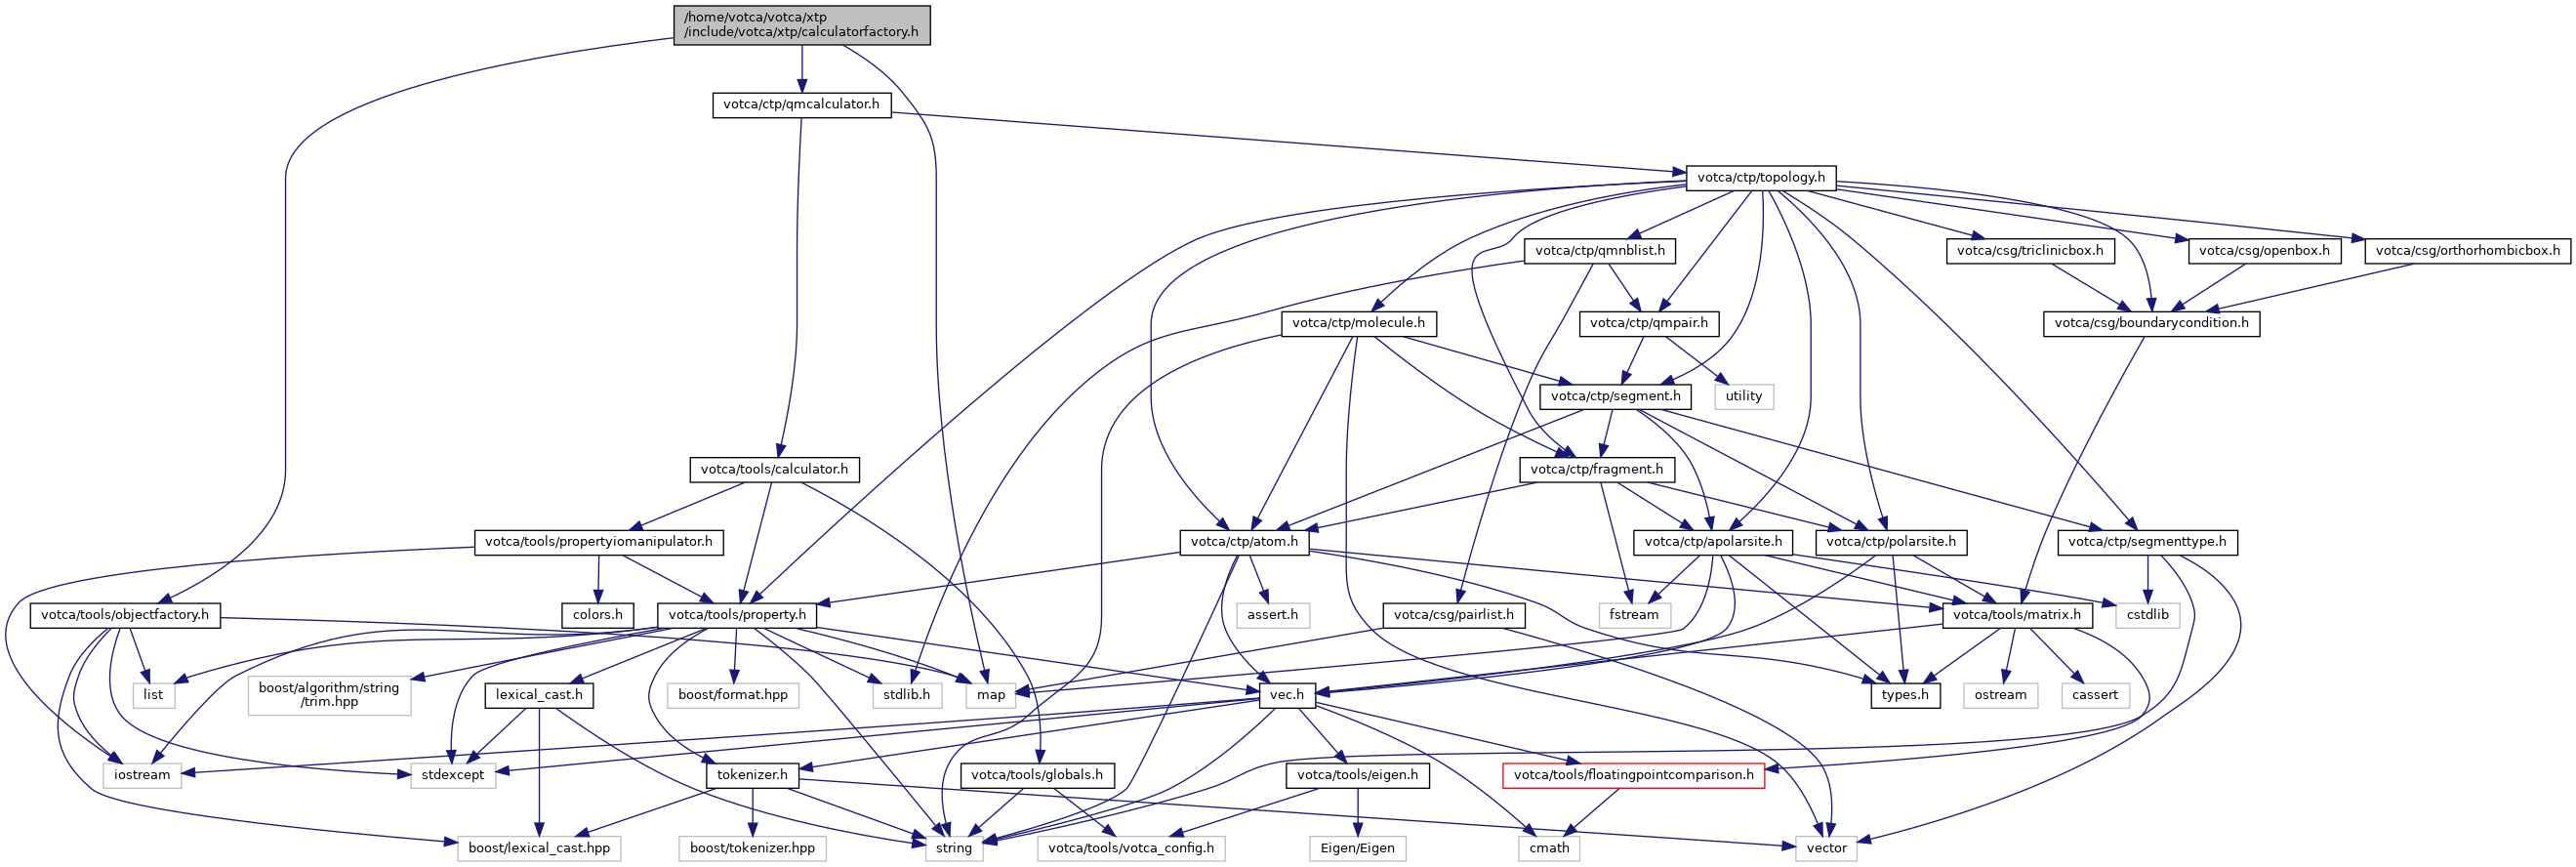 /home/votca/votca/xtp
/include/votca/xtp/calculatorfactory.h
votca/ctp/qmcalculator.h
votca/ctp/topology.h
votca/ctp/qmnblist.h
votca/csg/triclinicbox.h
votca/csg/openbox.h
votca/csg/orthorhombicbox.h
votca/ctp/molecule.h
votca/ctp/qmpair.h
votca/csg/boundarycondition.h
votca/ctp/segment.h
utility
votca/tools/calculator.h
votca/ctp/fragment.h
votca/tools/propertyiomanipulator.h
votca/ctp/atom.h
votca/ctp/apolarsite.h
votca/ctp/polarsite.h
votca/ctp/segmenttype.h
votca/tools/objectfactory.h
colors.h
votca/tools/property.h
assert.h
votca/csg/pairlist.h
fstream
votca/tools/matrix.h
cstdlib
list
boost/algorithm/string
/trim.hpp
lexical_cast.h
boost/format.hpp
stdlib.h
map
vec.h
types.h
ostream
cassert
iostream
stdexcept
tokenizer.h
votca/tools/globals.h
votca/tools/eigen.h
votca/tools/floatingpointcomparison.h
boost/lexical_cast.hpp
boost/tokenizer.hpp
string
votca/tools/votca_config.h
Eigen/Eigen
cmath
vector